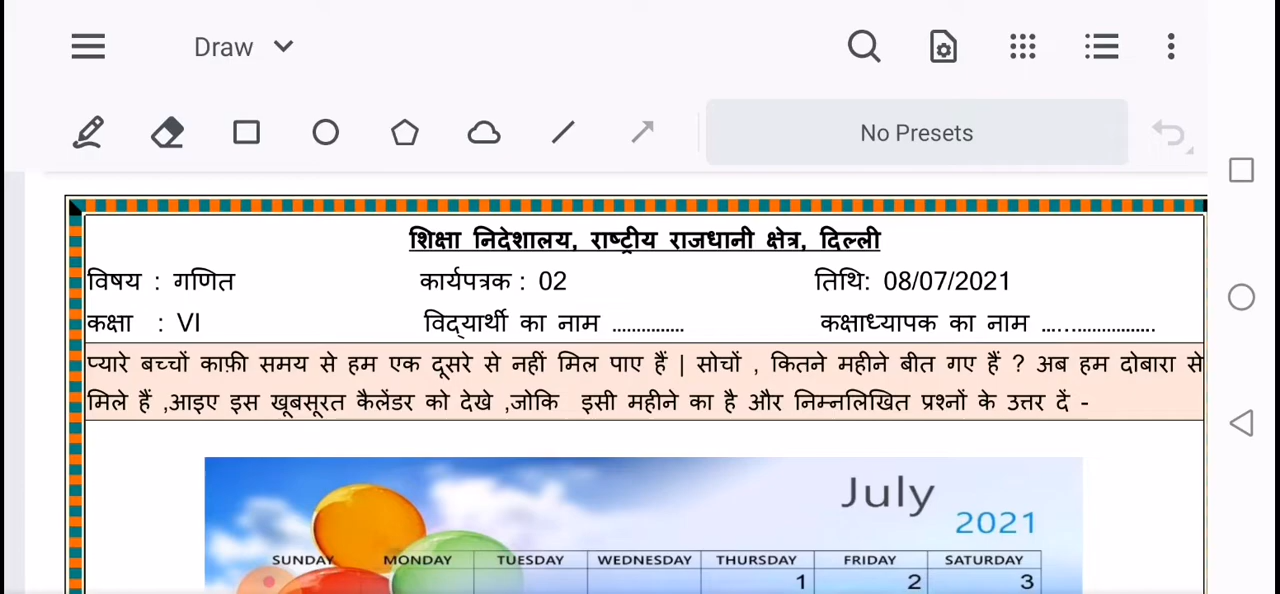 Draw
No Presets
शिक्षा निदेशालय, राष्ट्रीय राजधानी क्षेत्र, दिल्ली
विषय : गणित कार्यपत्रक : 02 तिथि: 08/07/2021
कक्षा : VI विद्यार्थी का नाम ............... कक्षाध्यापक का नाम ......................
प्यारे बच्चों काफ़ी समय से हम एक दूसरे से नहीं मिल पाए हैं | सोचों , कितने महीने बीत गए हैं ? अब हम दोबारा से
मिले हैं ,आइए इस खूबसूरत कैलेंडर को देखे ,जोकि इसी महीने का है और निम्नलिखित प्रश्नों के उत्तर दें -
July
2021
SUNDAY MONDAY TUESDAY WEDNESDAY THURSDAY FRIDAY SATURDAY
1 2 3